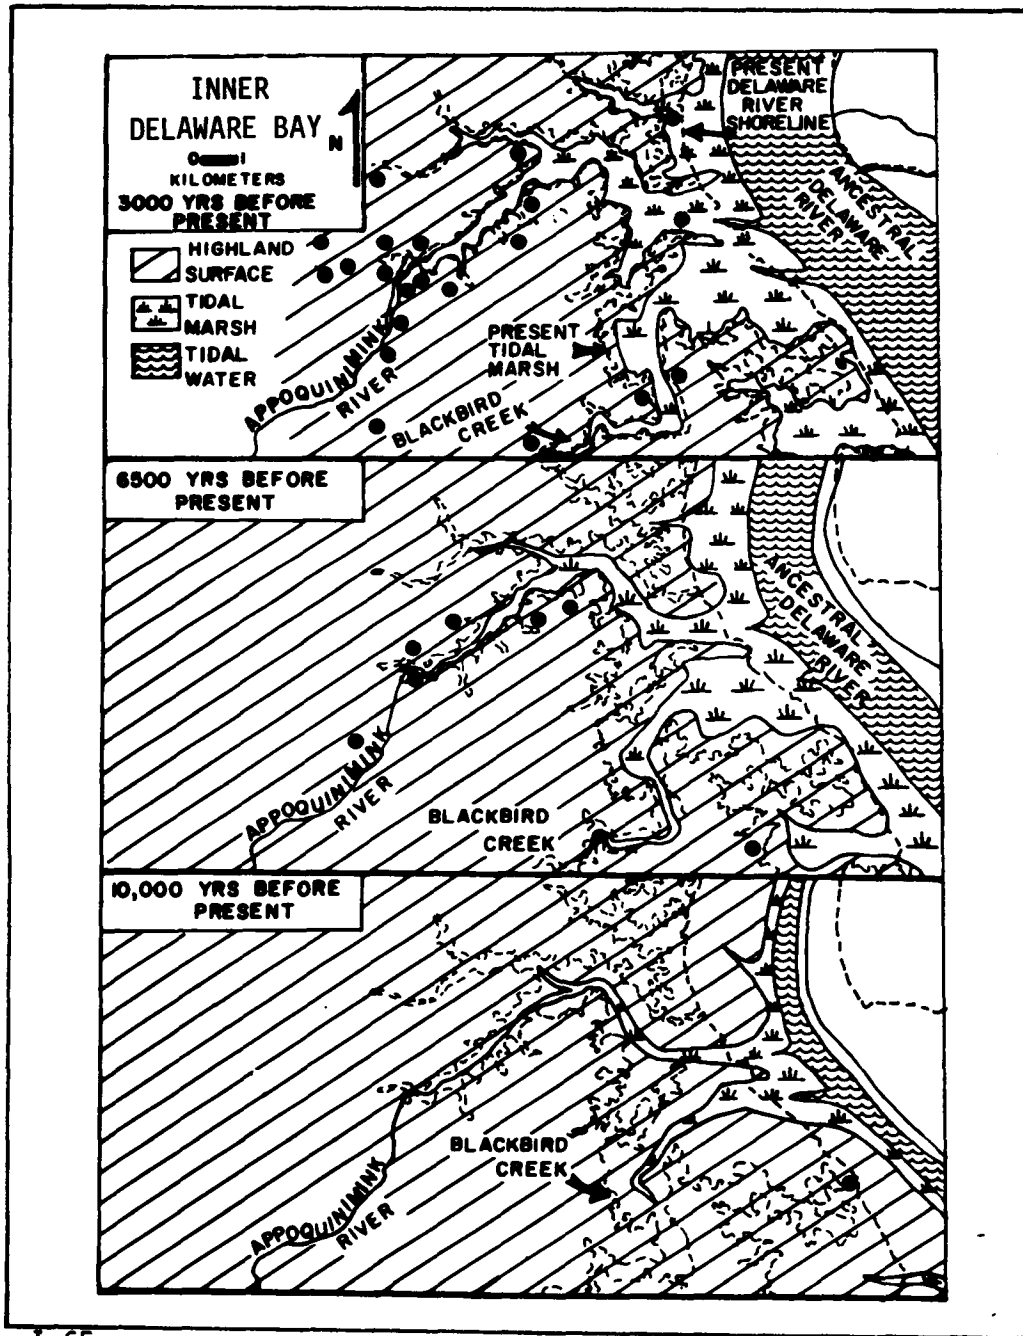 INNER
DELAWARE BAY
N
0 1
KILOMETERS
3000 YRS BEFORE
PRESENT
HIGHLAND
SURFACE
TIDAL
MARSH
TIDAL
WATER
PRESENT
DELAWARE
RIVER
SHORELINE
ANCESTRAL
DELAWARE
RIVER
PRESENT
TIDAL
MARSH
APPOQUINIMINK
RIVER
BLACKBIRD
CREEK
6500 YRS BEFORE
PRESENT
ANCESTRAL
DELAWARE
RIVER
APPOQUINIMINK
RIVER
BLACKBIRD
CREEK
10,000 YRS BEFORE
PRESENT
BLACKBIRD
CREEK
APPOQUINIMINK
RIVER